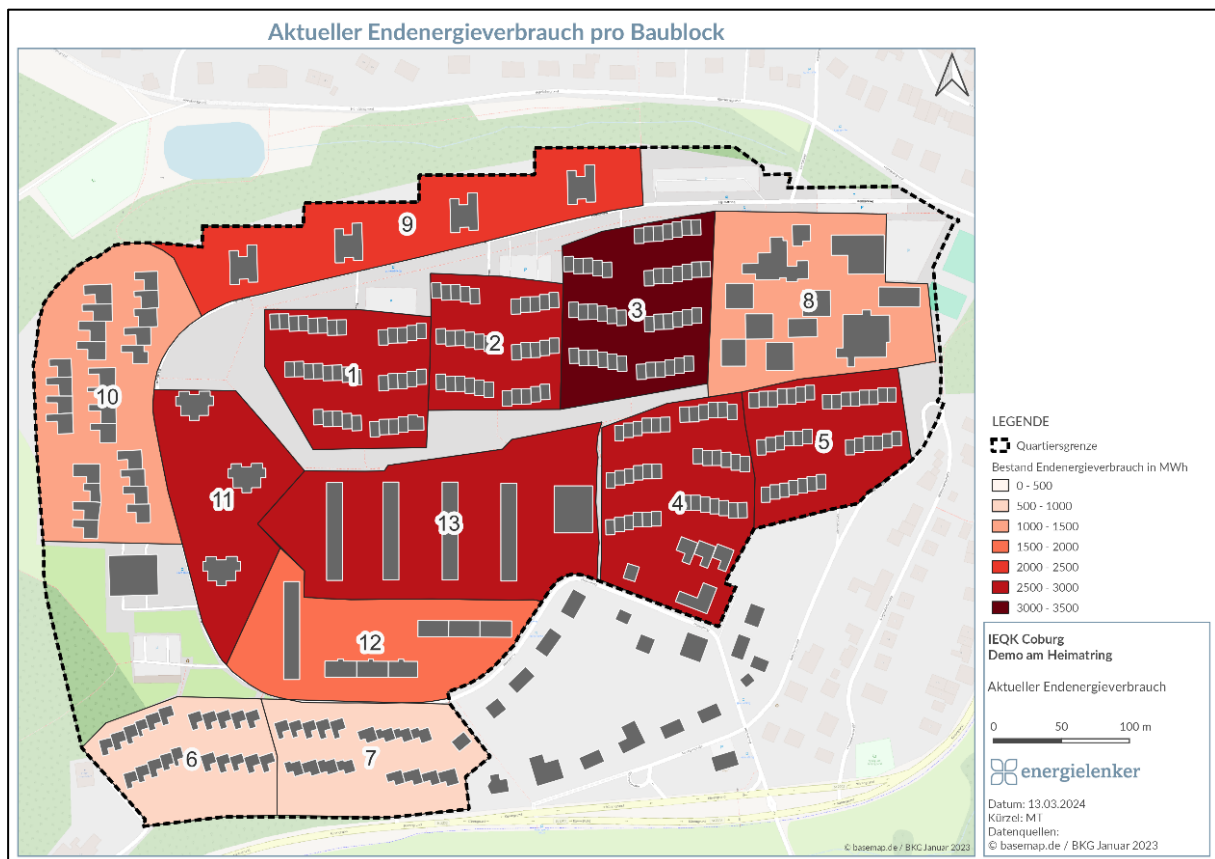 Aktueller Endenergieverbrauch pro Baublock
9
3
8
2
1
10
5
11
4
13
12
6
7
© basemap.de / BKG Januar 2023
LEGENDE
Quartiersgrenze
Bestand Endenergieverbrauch in MWh
0 - 500
500 - 1000
1000 - 1500
1500 - 2000
2000 - 2500
2500 - 3000
3000 - 3500
IEQK Coburg
Demo am Heimatring
Aktueller Endenergieverbrauch
0 50 100 m
energielenker
Datum: 13.03.2024
Kürzel: MT
Datenquellen:
© basemap.de / BKG Januar 2023